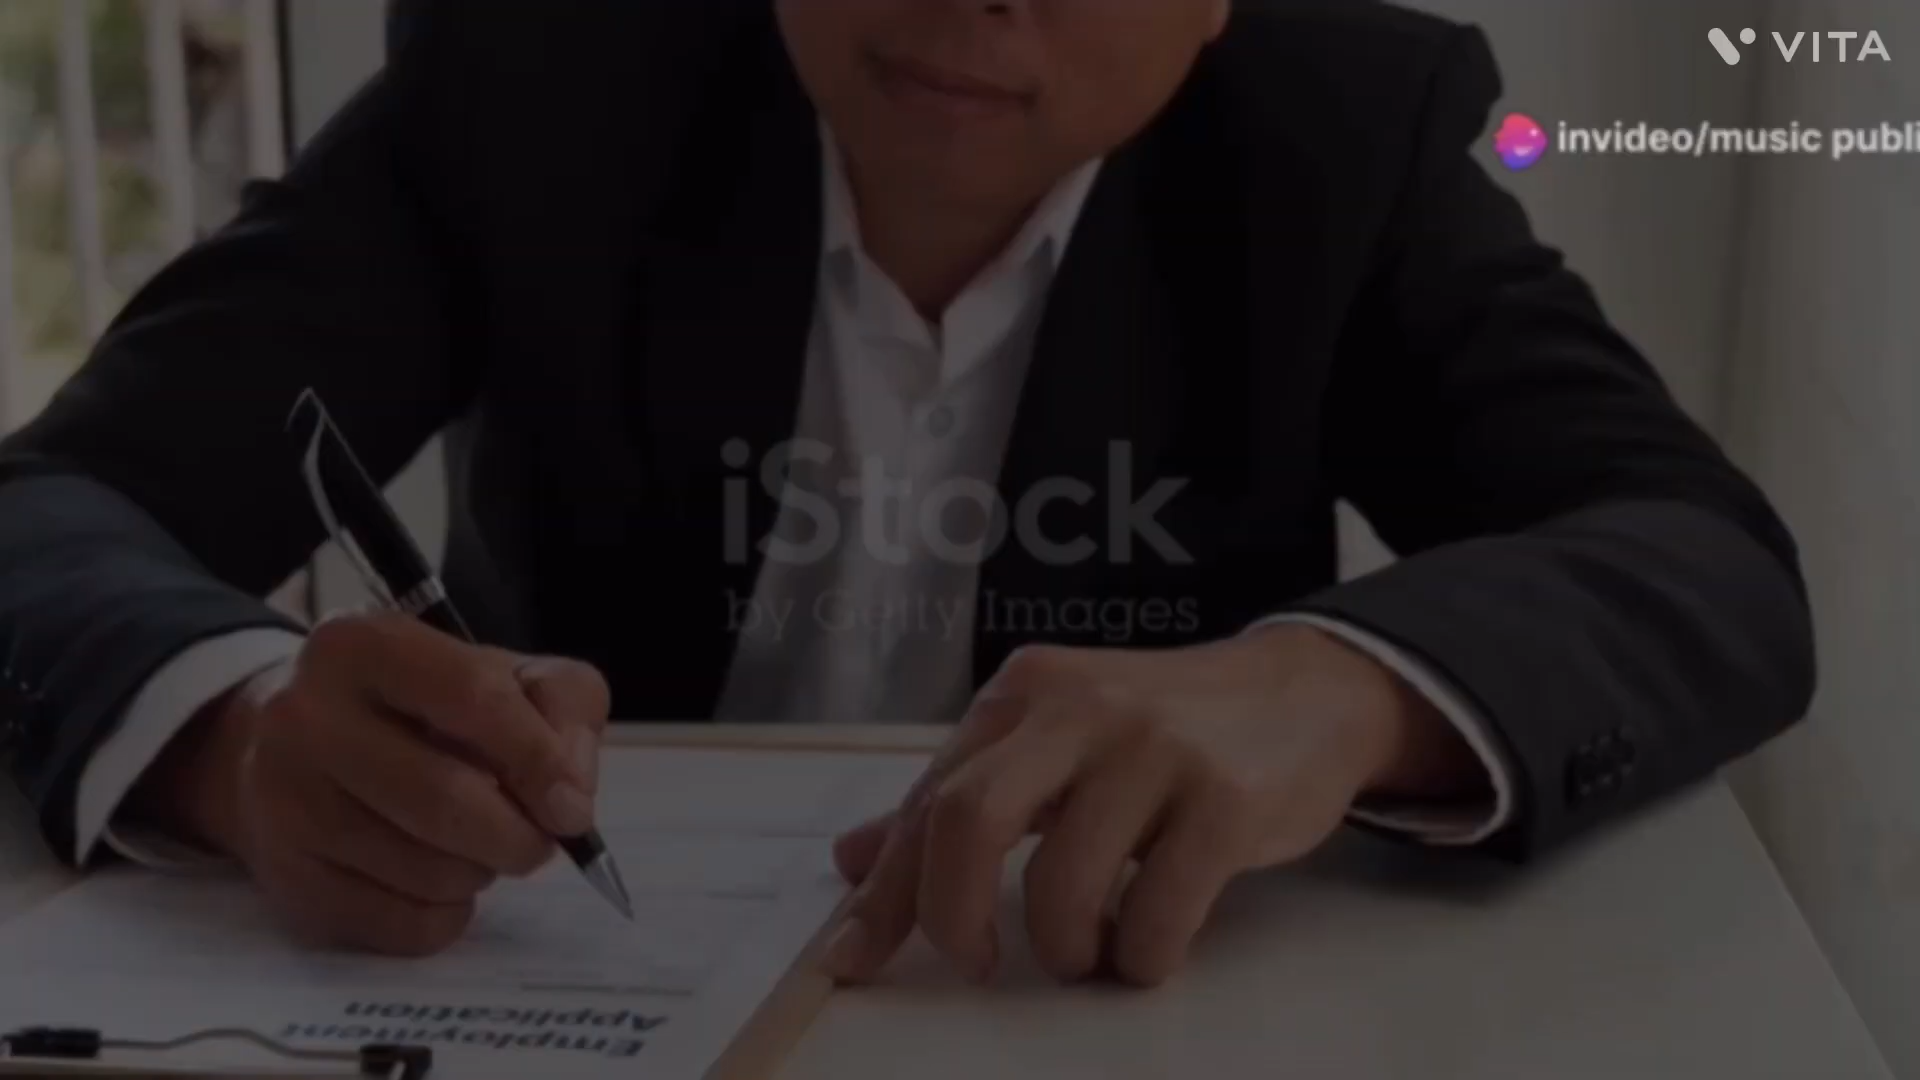 VITA
invideo/music publi
iStock
by Getty Images
Employment
Application